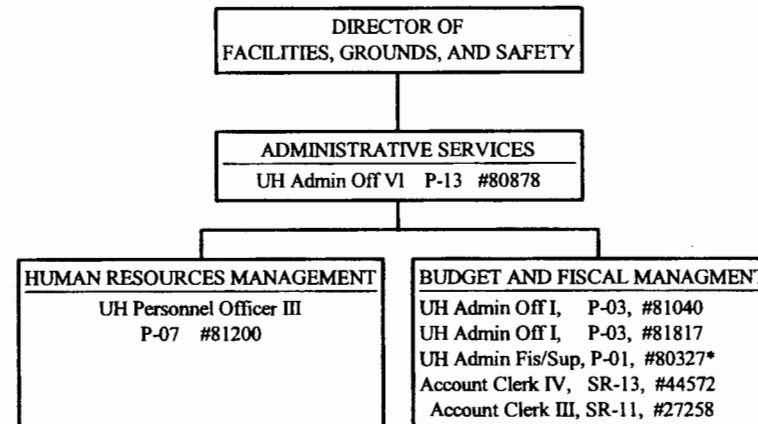 DIRECTOR OF
FACILITIES, GROUNDS, AND SAFETY
ADMINISTRATIVE SERVICES
UH Admin Off VI P-13 #80878
HUMAN RESOURCES MANAGEMENT
UH Personnel Officer III
P-07 #81200
BUDGET AND FISCAL MANAGMENT
UH Admin Off I, P-03, #81040
UH Admin Off I, P-03, #81817
UH Admin Fis/Sup, P-01, #80327*
Account Clerk IV, SR-13, #44572
Account Clerk III, SR-11, #27258